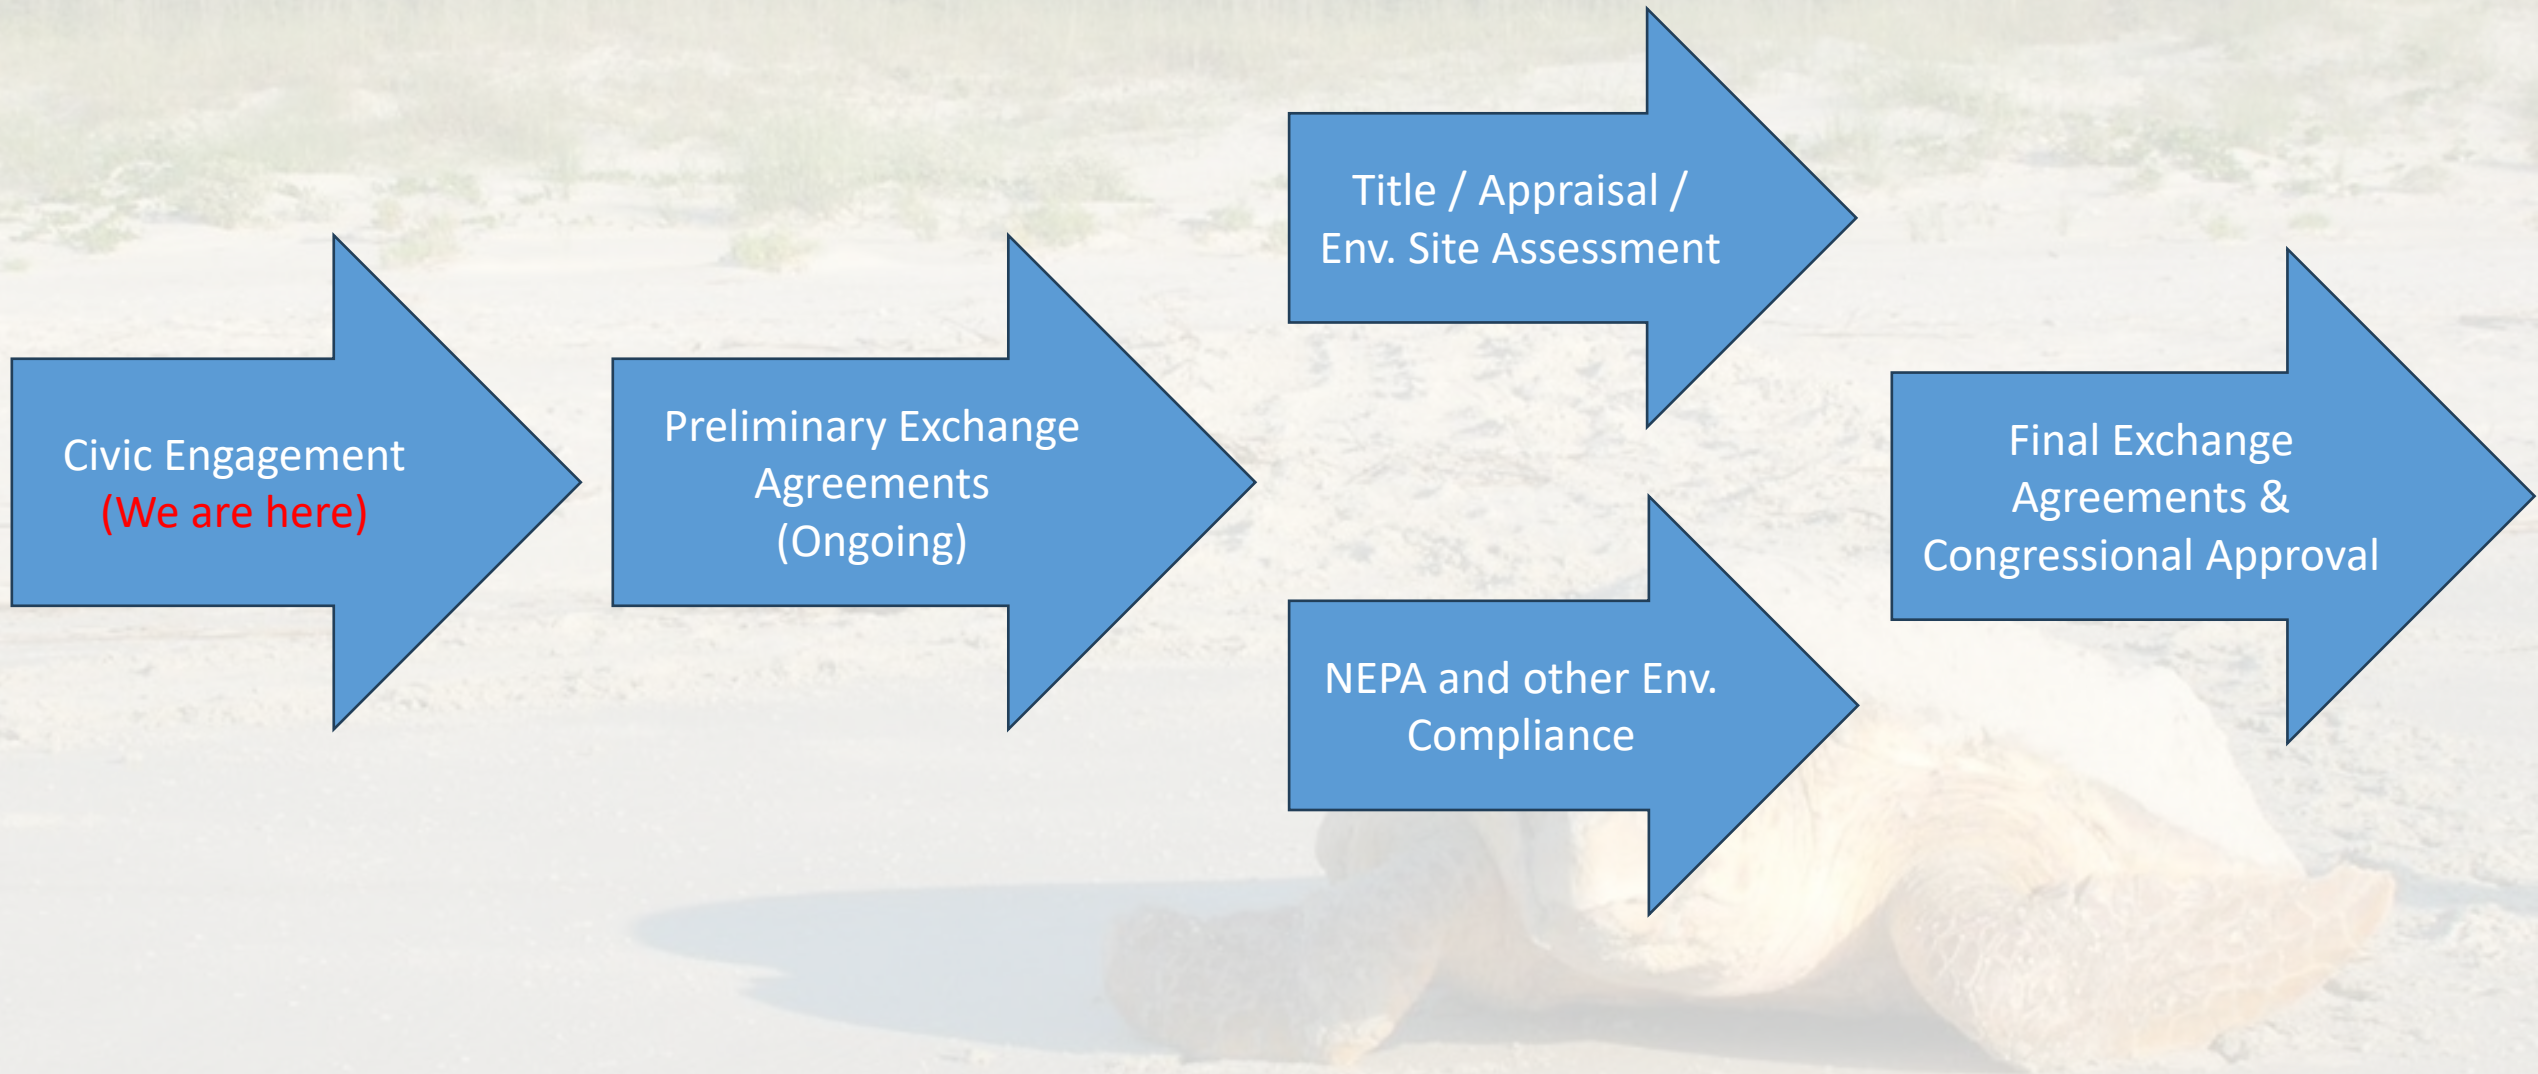 Civic Engagement
(We are here)
Preliminary Exchange
Agreements
(Ongoing)
Title / Appraisal /
Env. Site Assessment
NEPA and other Env.
Compliance
Final Exchange
Agreements &
Congressional Approval